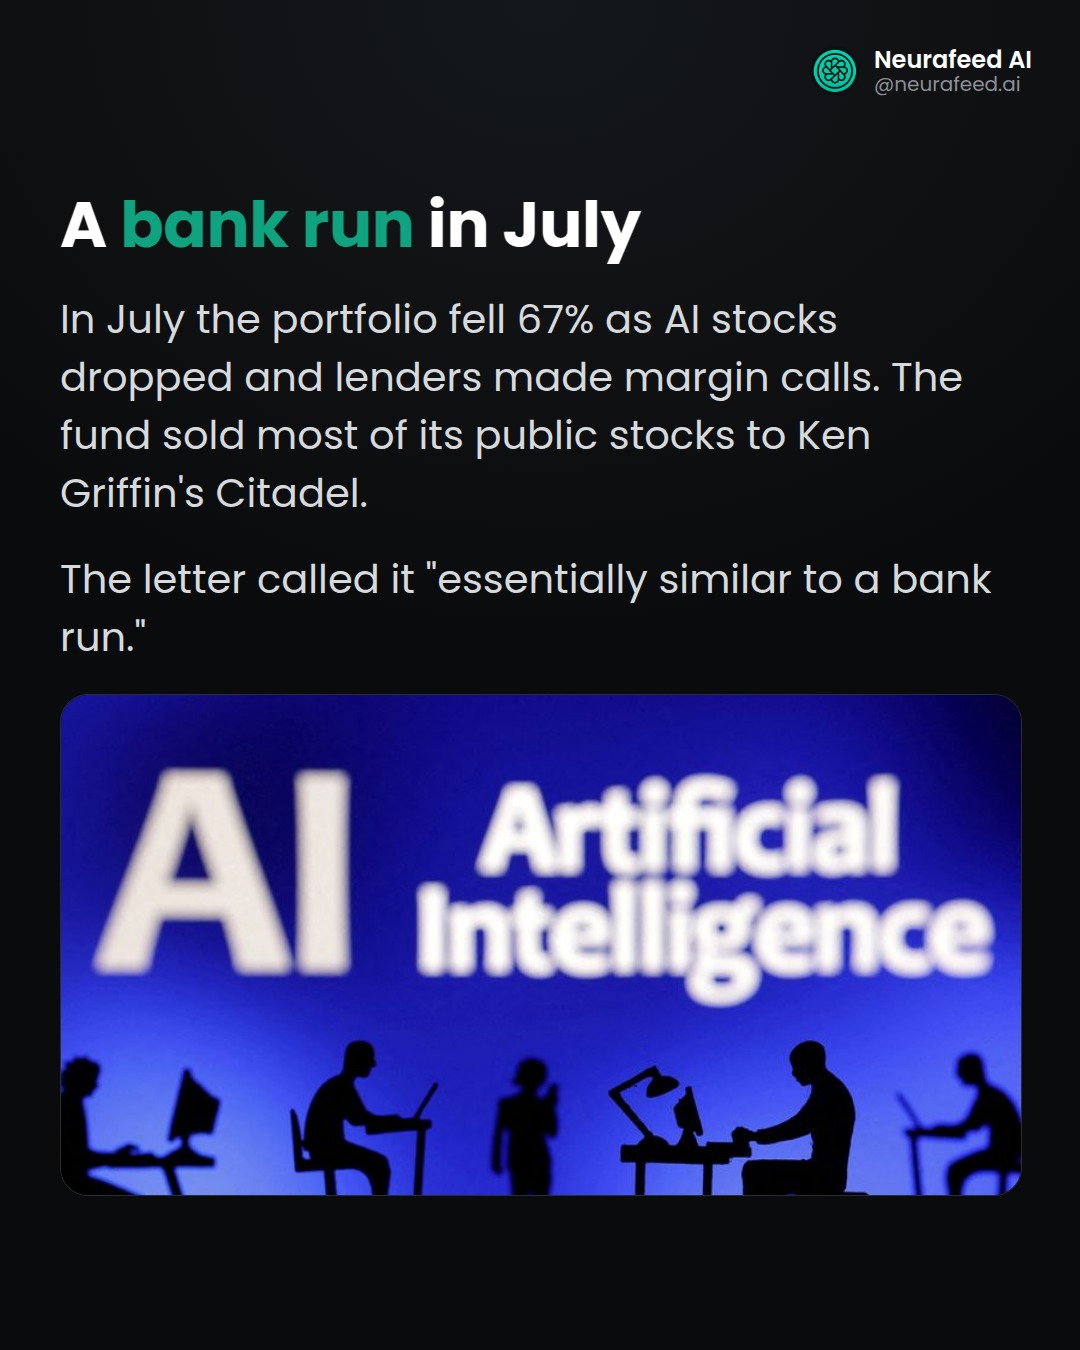 Neurafeed AI
@neurafeed.ai
A bank run in July
In July the portfolio fell 67% as AI stocks
dropped and lenders made margin calls. The
fund sold most of its public stocks to Ken
Griffin's Citadel.
The letter called it "essentially similar to a bank
run."
AI
Artificial
Intelligence